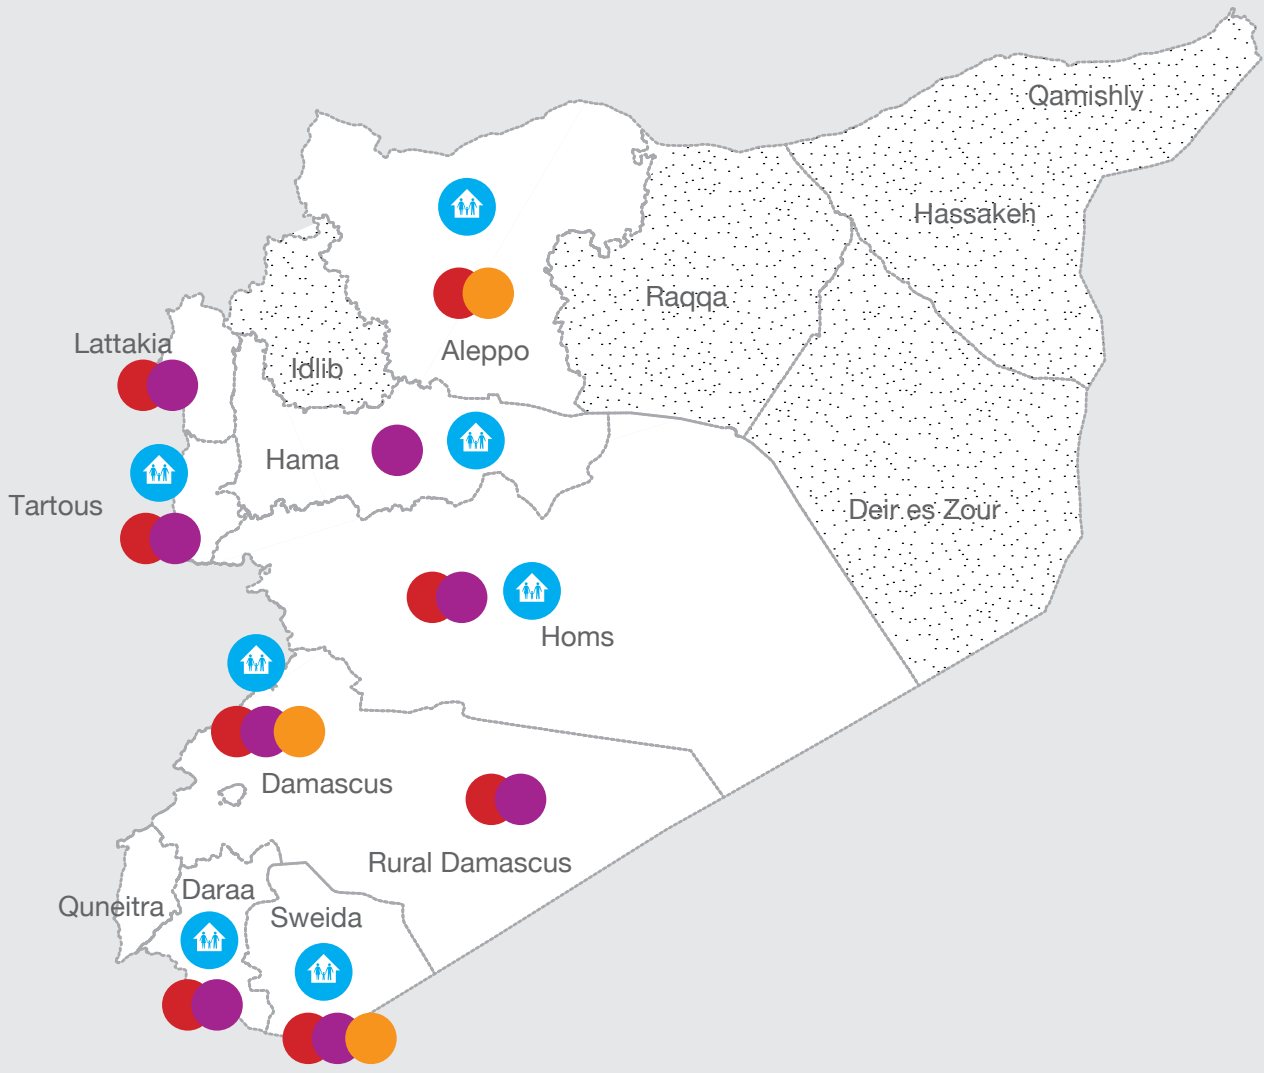 Qamishly
Hassakeh
Raqqa
Lattakia
Aleppo
Idlib
Hama
Tartous
Deir es Zour
Homs
Damascus
Rural Damascus
Daraa
Quneitra
Sweida